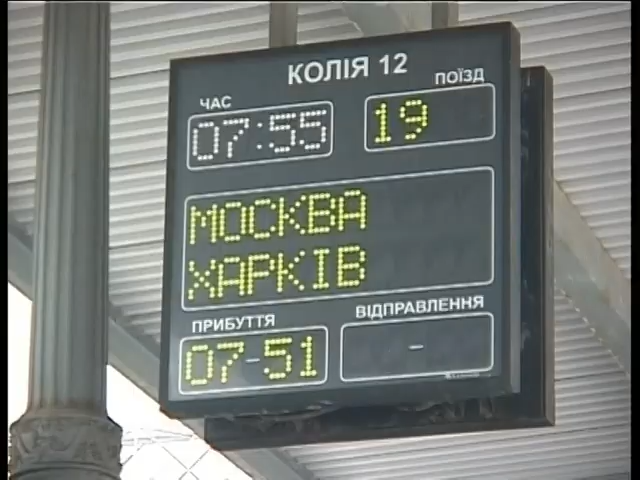 КОЛІЯ 12
ЧАС
ПОЇЗД
07:55
19
МОСКВА
ХАРКІВ
ПРИБУТТЯ
ВІДПРАВЛЕННЯ
07-51
-